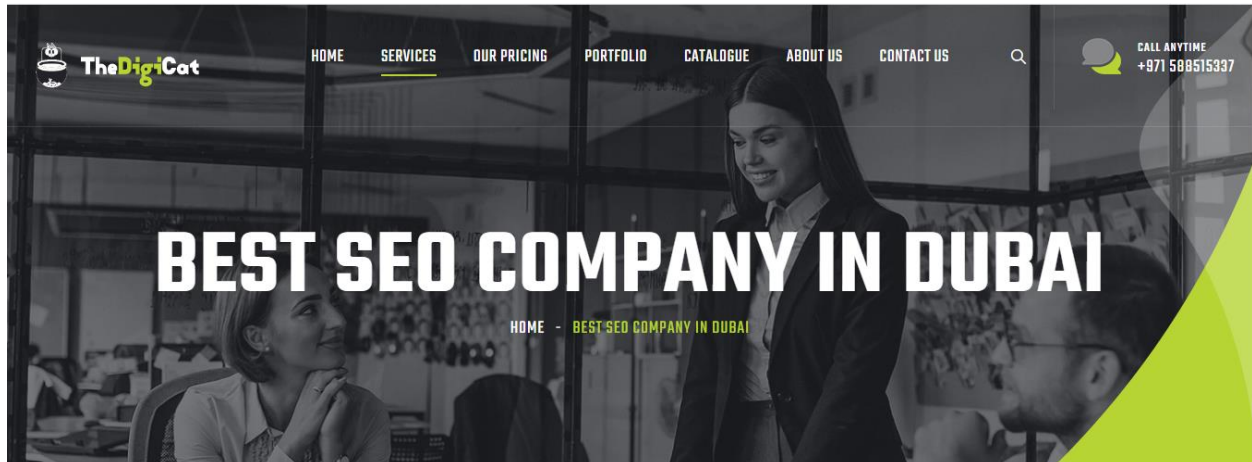 TheDigiCat
HOME SERVICES OUR PRICING PORTFOLIO CATALOGUE ABOUT US CONTACT US
CALL ANYTIME
+971 588515337
BEST SEO COMPANY IN DUBAI
HOME - BEST SEO COMPANY IN DUBAI